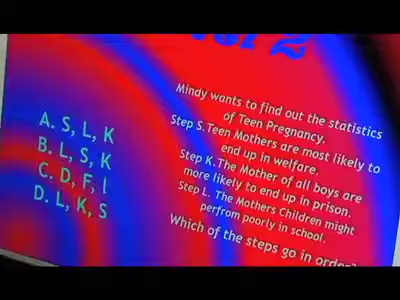 2
Mindy wants to find out the statistics
of Teen Pregnancy.
Step S.Teen Mothers are most likely to
end up in welfare.
Step K.The Mother of all boys are
more likely to end up in prison.
Step L. The Mothers Children might
perfrom poorly in school.
Which of the steps go in order?
A. S, L, K
B. L, S, K
C. D, F, I
D. L, K, S